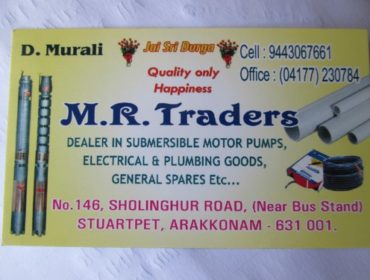 D. Murali
Jai Sri Durga
Cell : 9443067661
Office : (04177) 230784
Quality only
Happiness
M.R. Traders
DEALER IN SUBMERSIBLE MOTOR PUMPS,
ELECTRICAL & PLUMBING GOODS,
GENERAL SPARES Etc...
No.146, SHOLINGHUR ROAD, (Near Bus Stand)
STUARTPET, ARAKKONAM - 631 001.